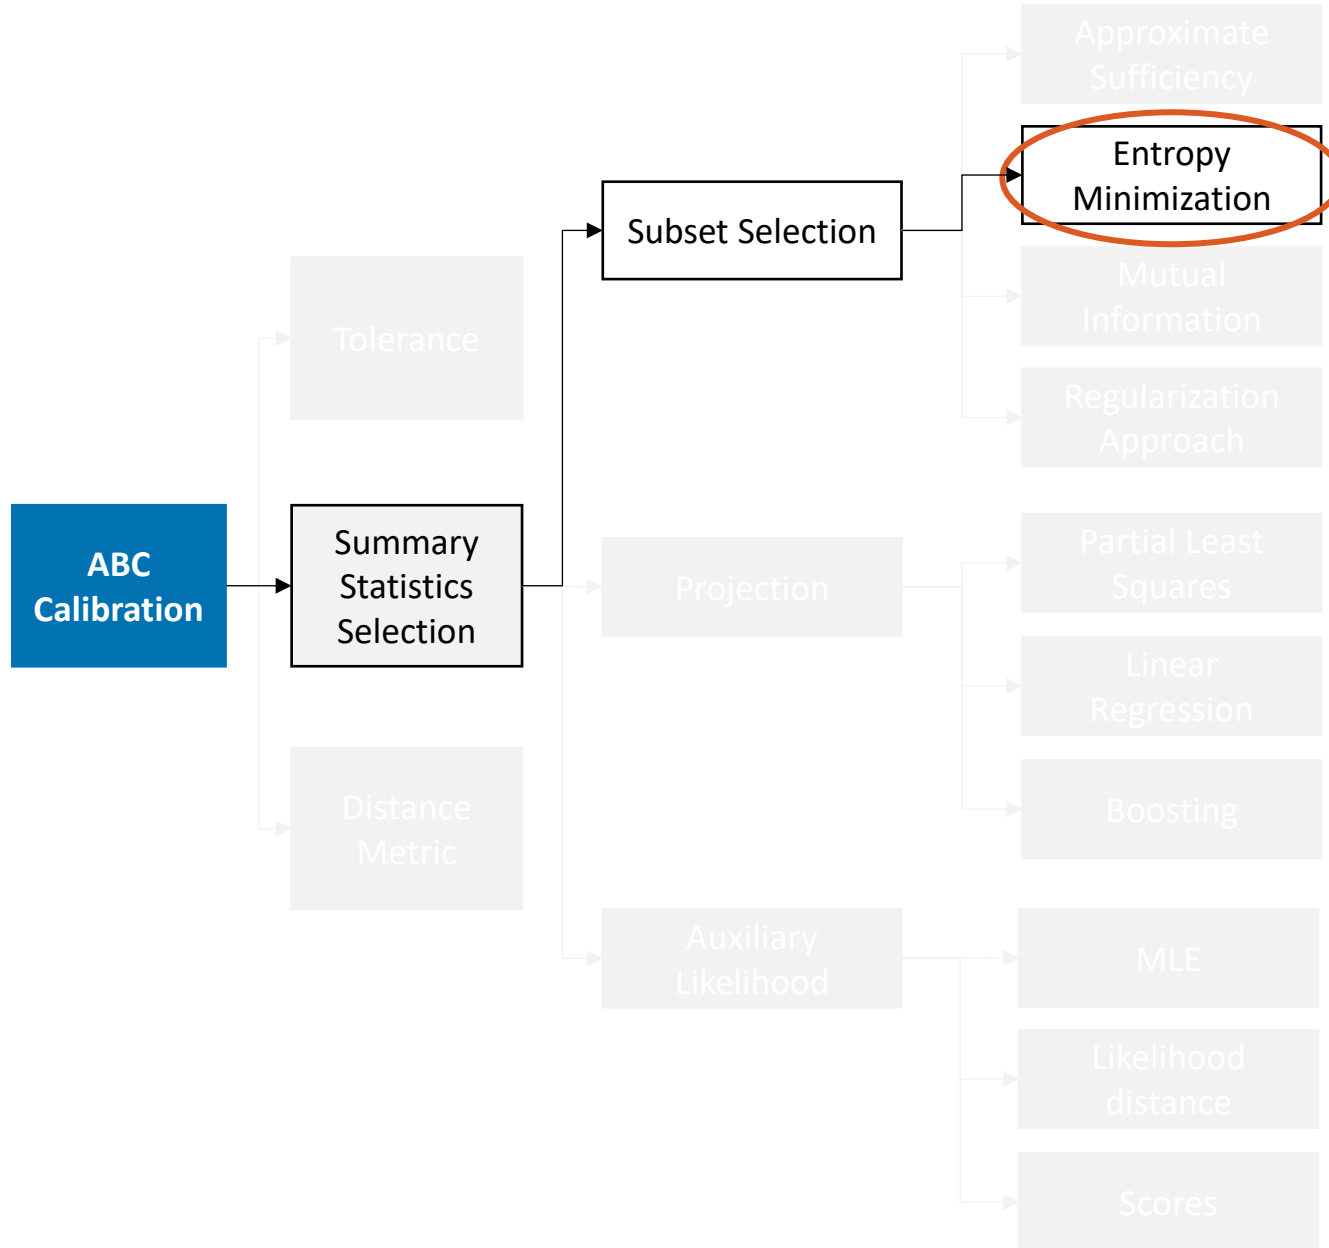 ABC
Calibration
Tolerance
Summary
Statistics
Selection
Distance
Metric
Subset Selection
Projection
Auxiliary
Likelihood
Approximate
Sufficiency
Entropy
Minimization
Mutual
Information
Regularization
Approach
Partial Least
Squares
Linear
Regression
Boosting
MLE
Likelihood
distance
Scores